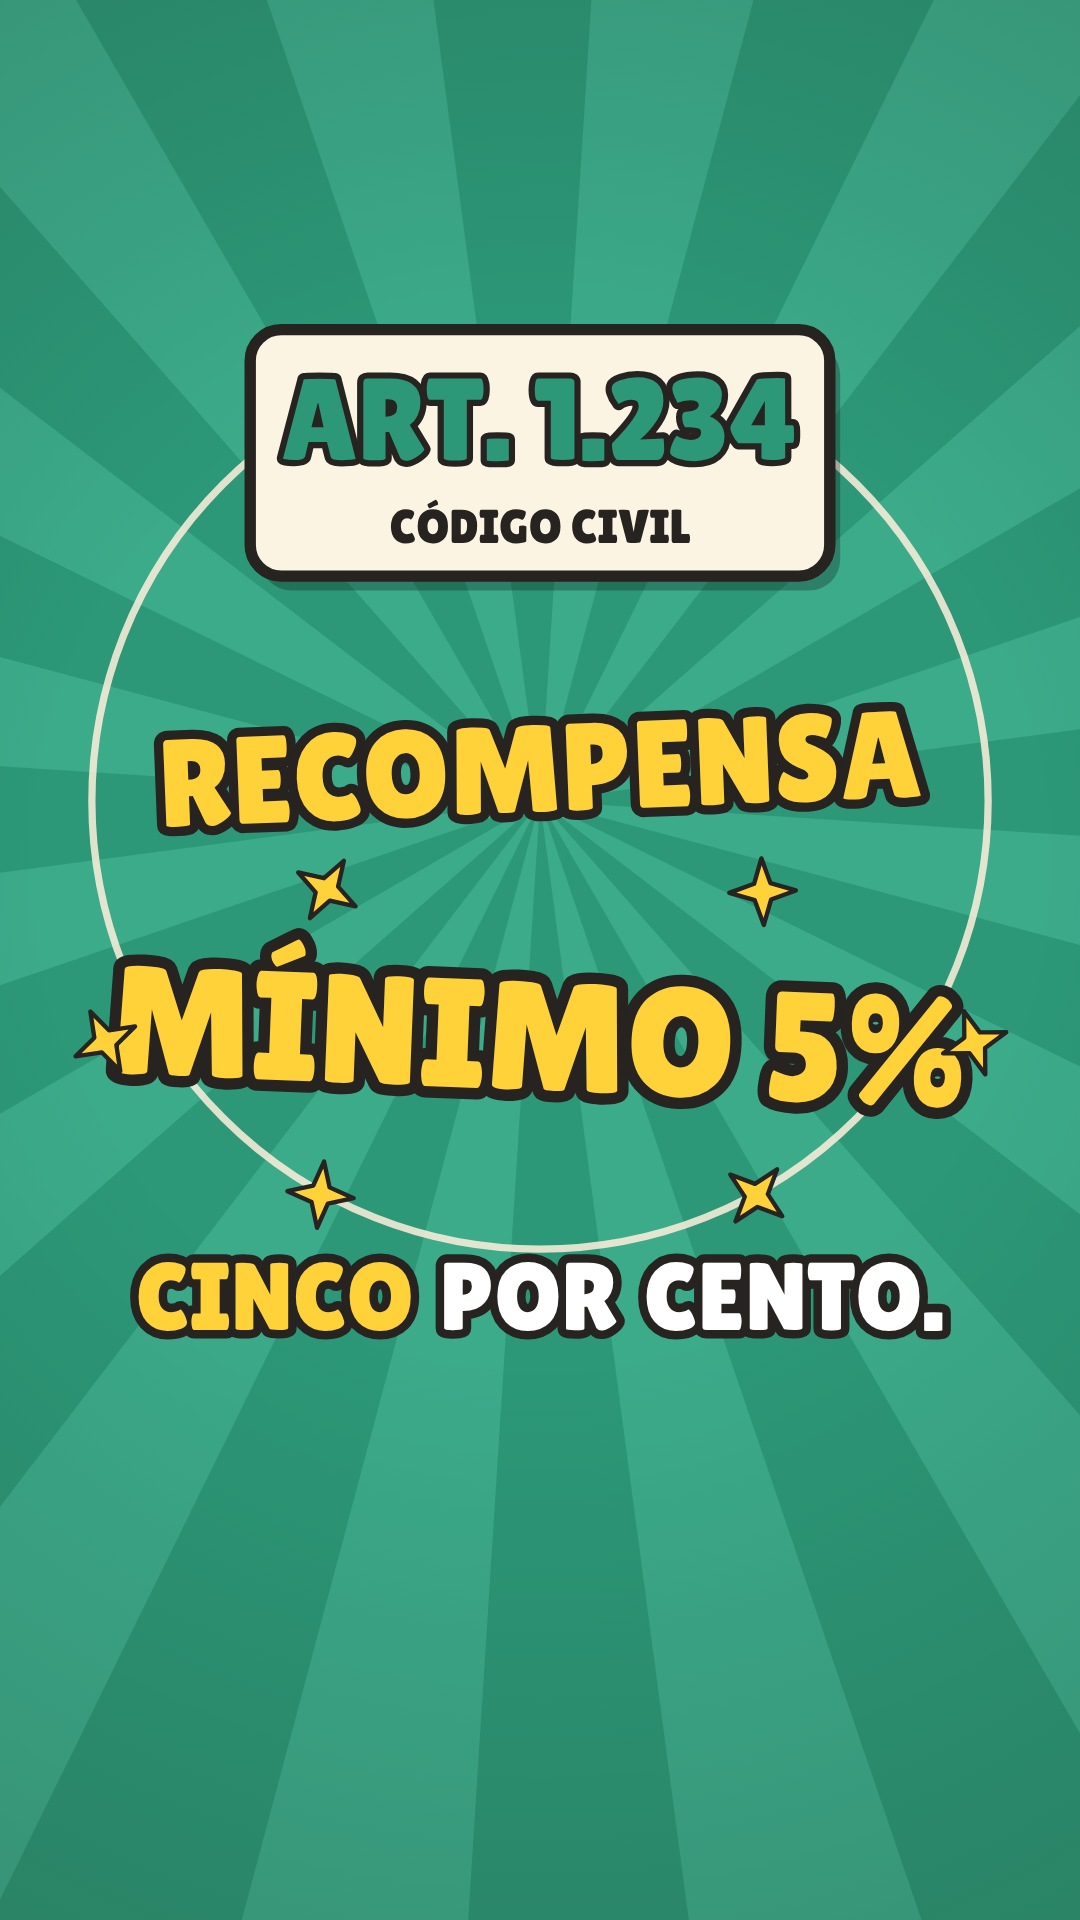 ART. 1.234
CÓDIGO CIVIL
RECOMPENSA
MÍNIMO 5%
CINCO POR CENTO.